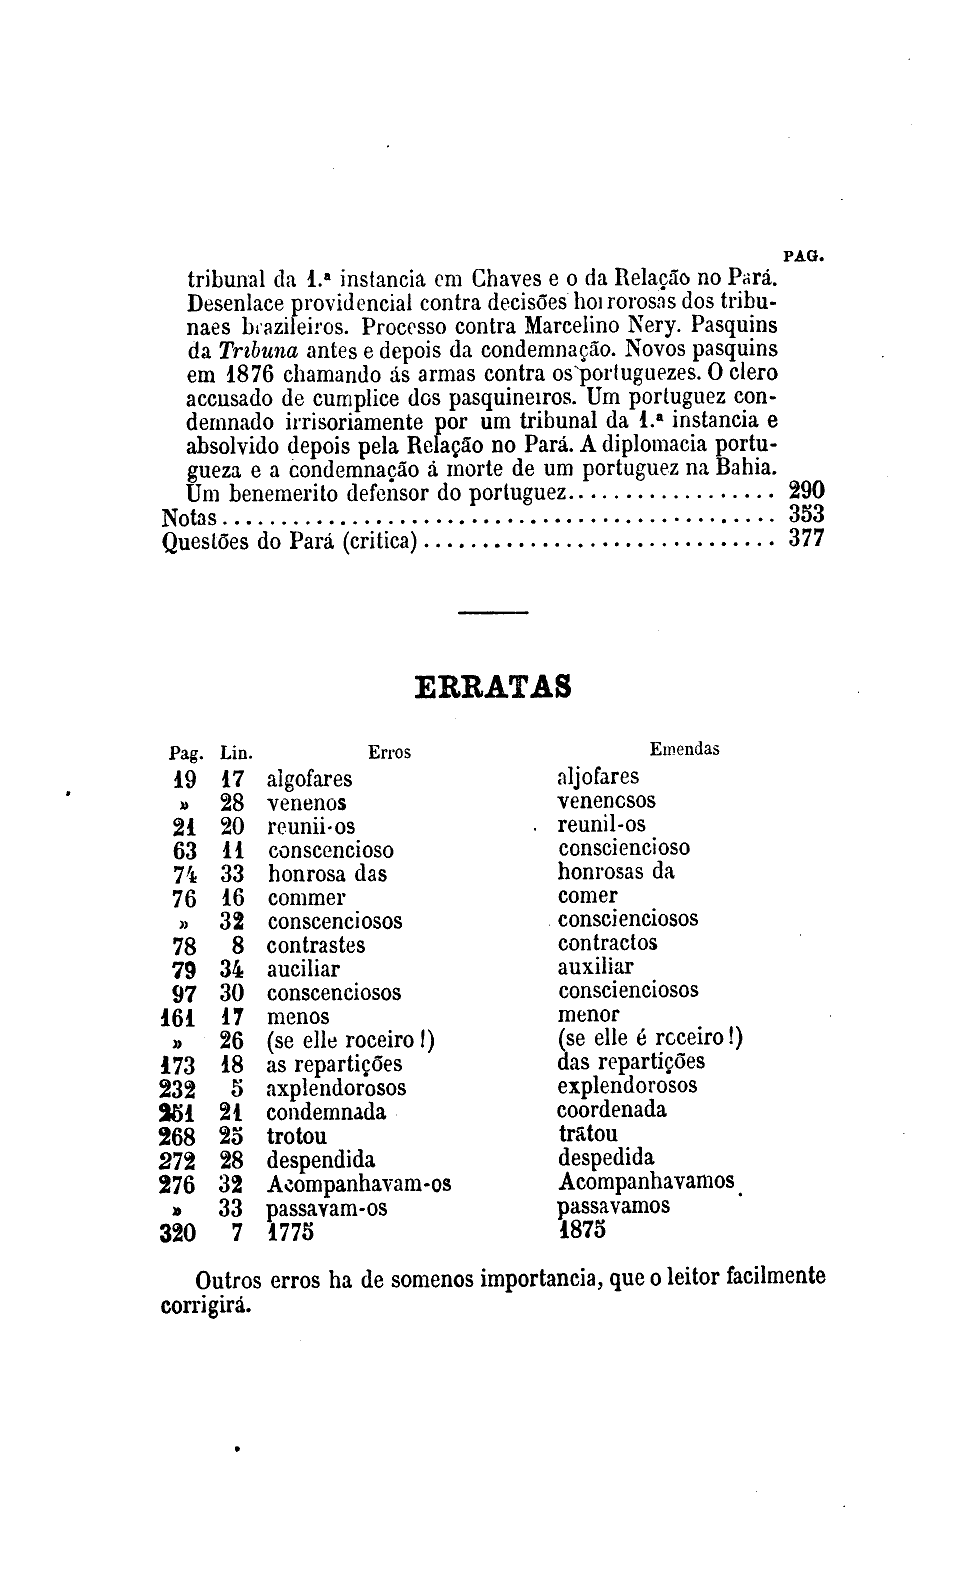 PAG.
tribunal da 1.ª instancia em Chaves e o da Relação no Pará.
Desenlace providencial contra decisões horrorosas dos tribu-
naes brazileiros. Processo contra Marcelino Nery. Pasquins
da Tribuna antes e depois da condemnação. Novos pasquins
em 1876 chamando ás armas contra os portuguezes. O clero
accusado de cumplice dos pasquineiros. Um portuguez con-
demnado irrisoriamente por um tribunal da 1.ª instancia e
absolvido depois pela Relação no Pará. A diplomacia portu-
gueza e a condemnação á morte de um portuguez na Bahia.
Um benemerito defensor do portuguez.................. 290
Notas................................................ 353
Questões do Pará (critica).............................. 377
ERRATAS
Pag. Lin. Erros Emendas
19 17 algofares aljofares
» 28 venenos venenosos
21 20 reunii-os reunil-os
63 11 conscencioso consciencioso
74 33 honrosa das honrosas da
76 16 commer comer
» 32 conscenciosos conscienciosos
78 8 contrastes contractos
79 34 auciliar auxiliar
97 30 conscenciosos conscienciosos
161 17 menos menor
» 26 (se elle roceiro!) (se elle é roceiro!)
173 18 as repartições das repartições
232 5 axplendorosos explendorosos
251 21 condemnada coordenada
268 25 trotou tratou
272 28 despendida despedida
276 32 Acompanhavam-os Acompanhavamos
» 33 passavam-os passavamos
320 7 1775 1875
Outros erros ha de somenos importancia, que o leitor facilmente
corrigirá.